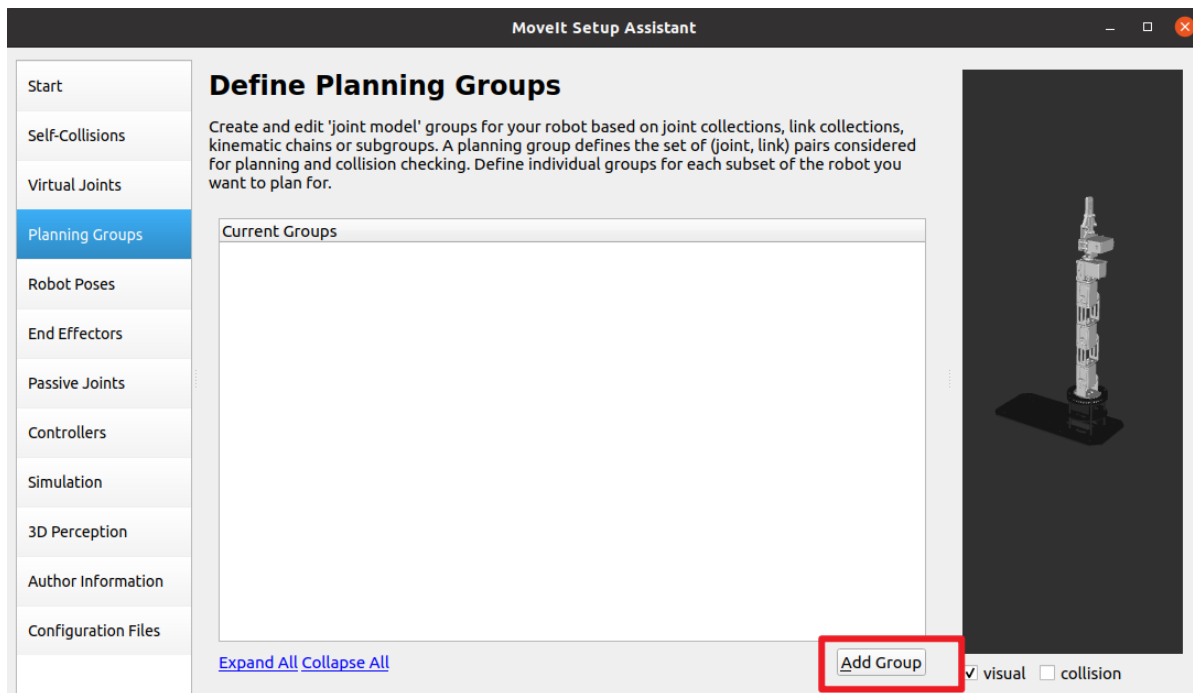 MoveIt Setup Assistant
Start
Self-Collisions
Virtual Joints
Planning Groups
Robot Poses
End Effectors
Passive Joints
Controllers
Simulation
3D Perception
Author Information
Configuration Files
Define Planning Groups
Create and edit 'joint model' groups for your robot based on joint collections, link collections,
kinematic chains or subgroups. A planning group defines the set of (joint, link) pairs considered
for planning and collision checking. Define individual groups for each subset of the robot you
want to plan for.
Current Groups
Expand All Collapse All
Add Group
visual collision